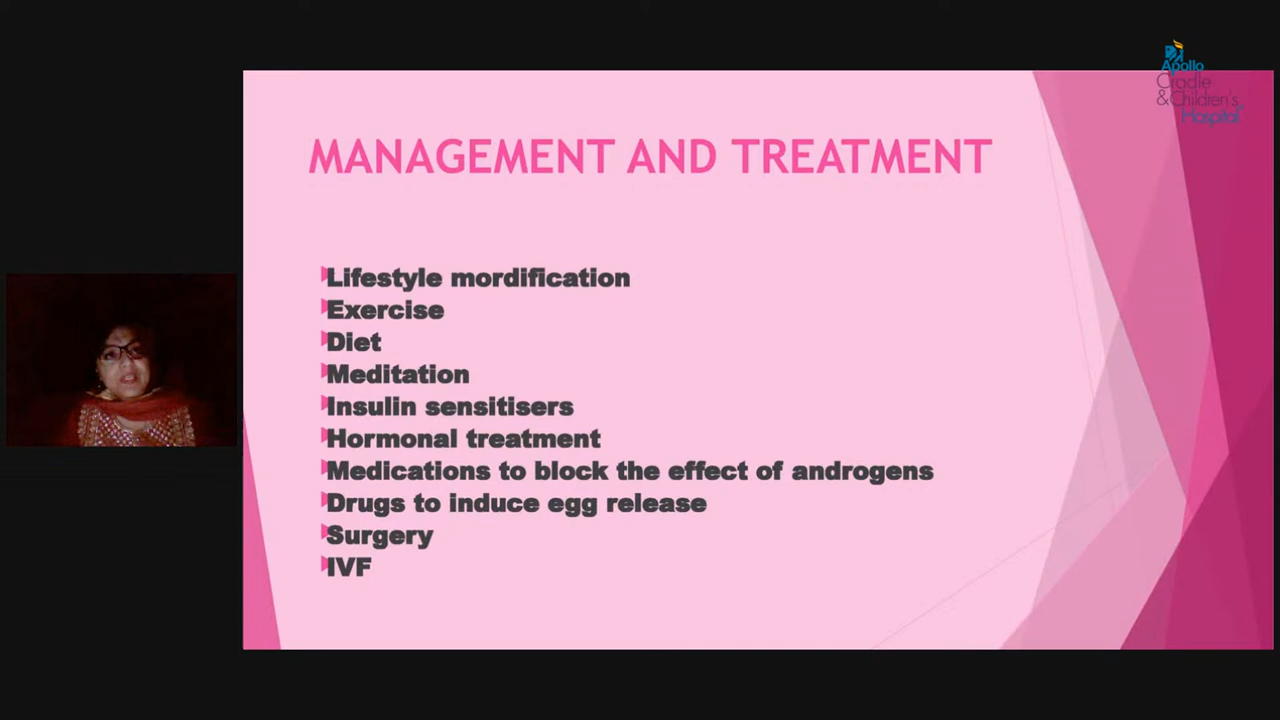 Apollo
Cradle
& Children's
Hospital
MANAGEMENT AND TREATMENT
Lifestyle mordification
Exercise
Diet
Meditation
Insulin sensitisers
Hormonal treatment
Medications to block the effect of androgens
Drugs to induce egg release
Surgery
IVF